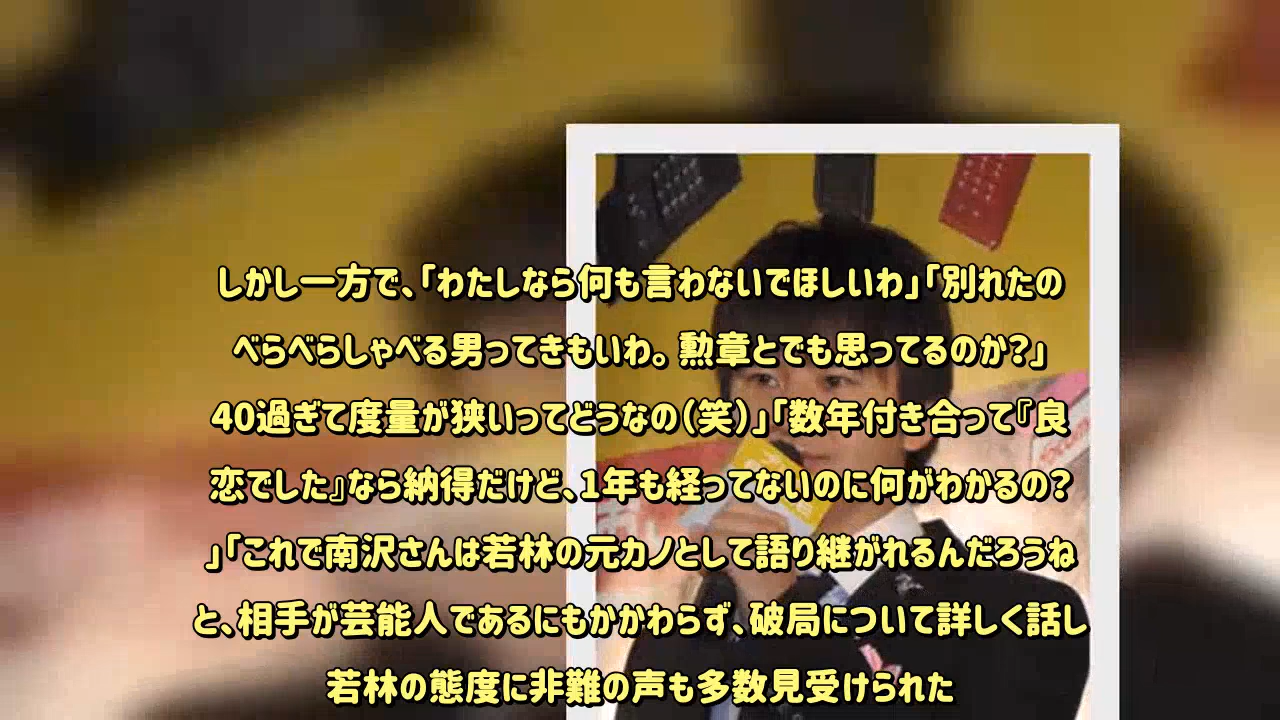 しかし一方で、「わたしなら何も言わないでほしいわ」「別れたの
べらべらしゃべる男ってきもいわ。勲章とでも思ってるのか?」
40過ぎて度量が狭いってどうなの(笑)」「数年付き合って『良
恋でした』なら納得だけど、1年も経ってないのに何がわかるの?
」「これで南沢さんは若林の元カノとして語り継がれるんだろうね
と、相手が芸能人であるにもかかわらず、破局について詳しく話し
若林の態度に非難の声も多数見受けられた